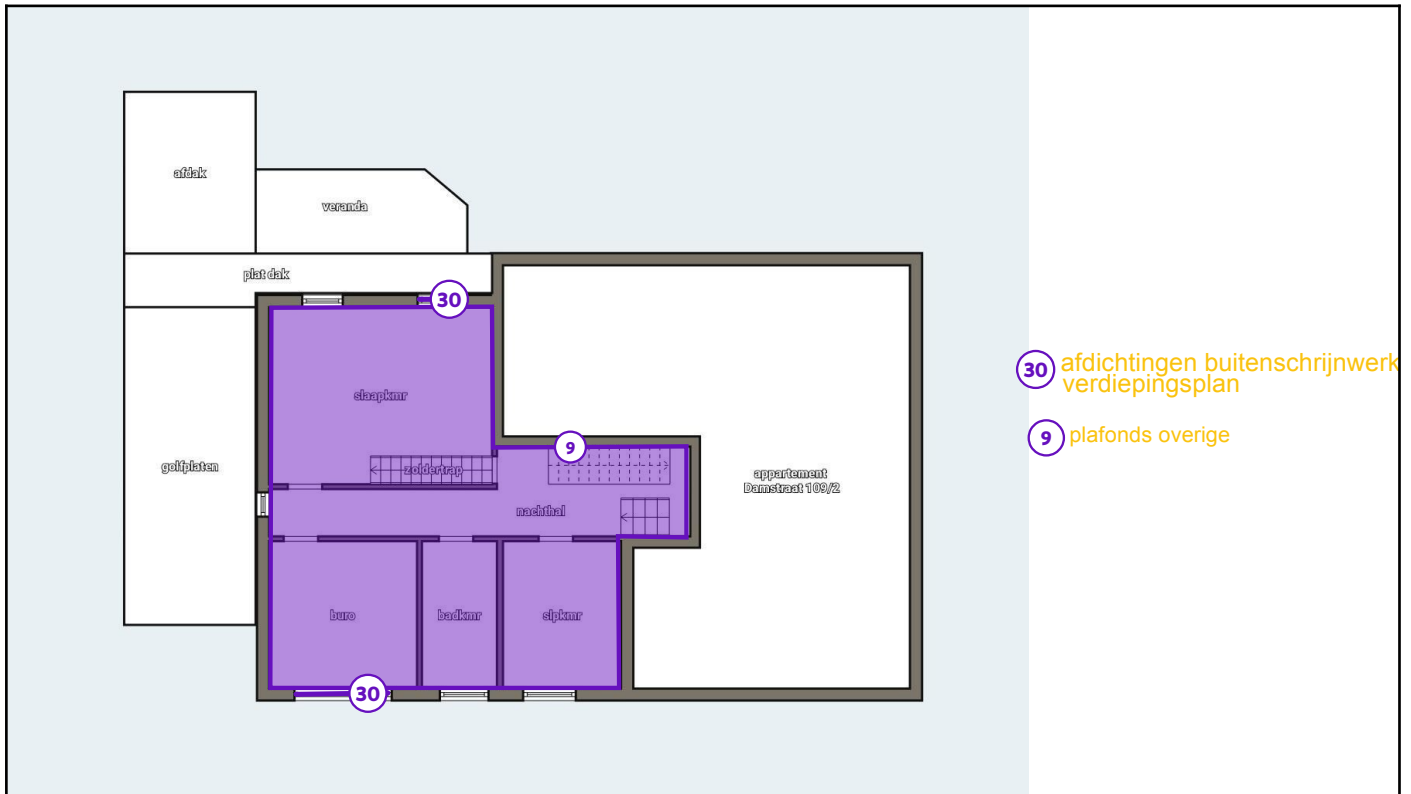 afdak
veranda
plat dak
30
slaapkmr
30 afdichtingen buitenschrijnwerk
verdiepingsplan
9
9 plafonds overige
golfplaten
zoldertrap
appartement
Damstraat 109/2
nachthal
buro
badkmr
slpkmr
30